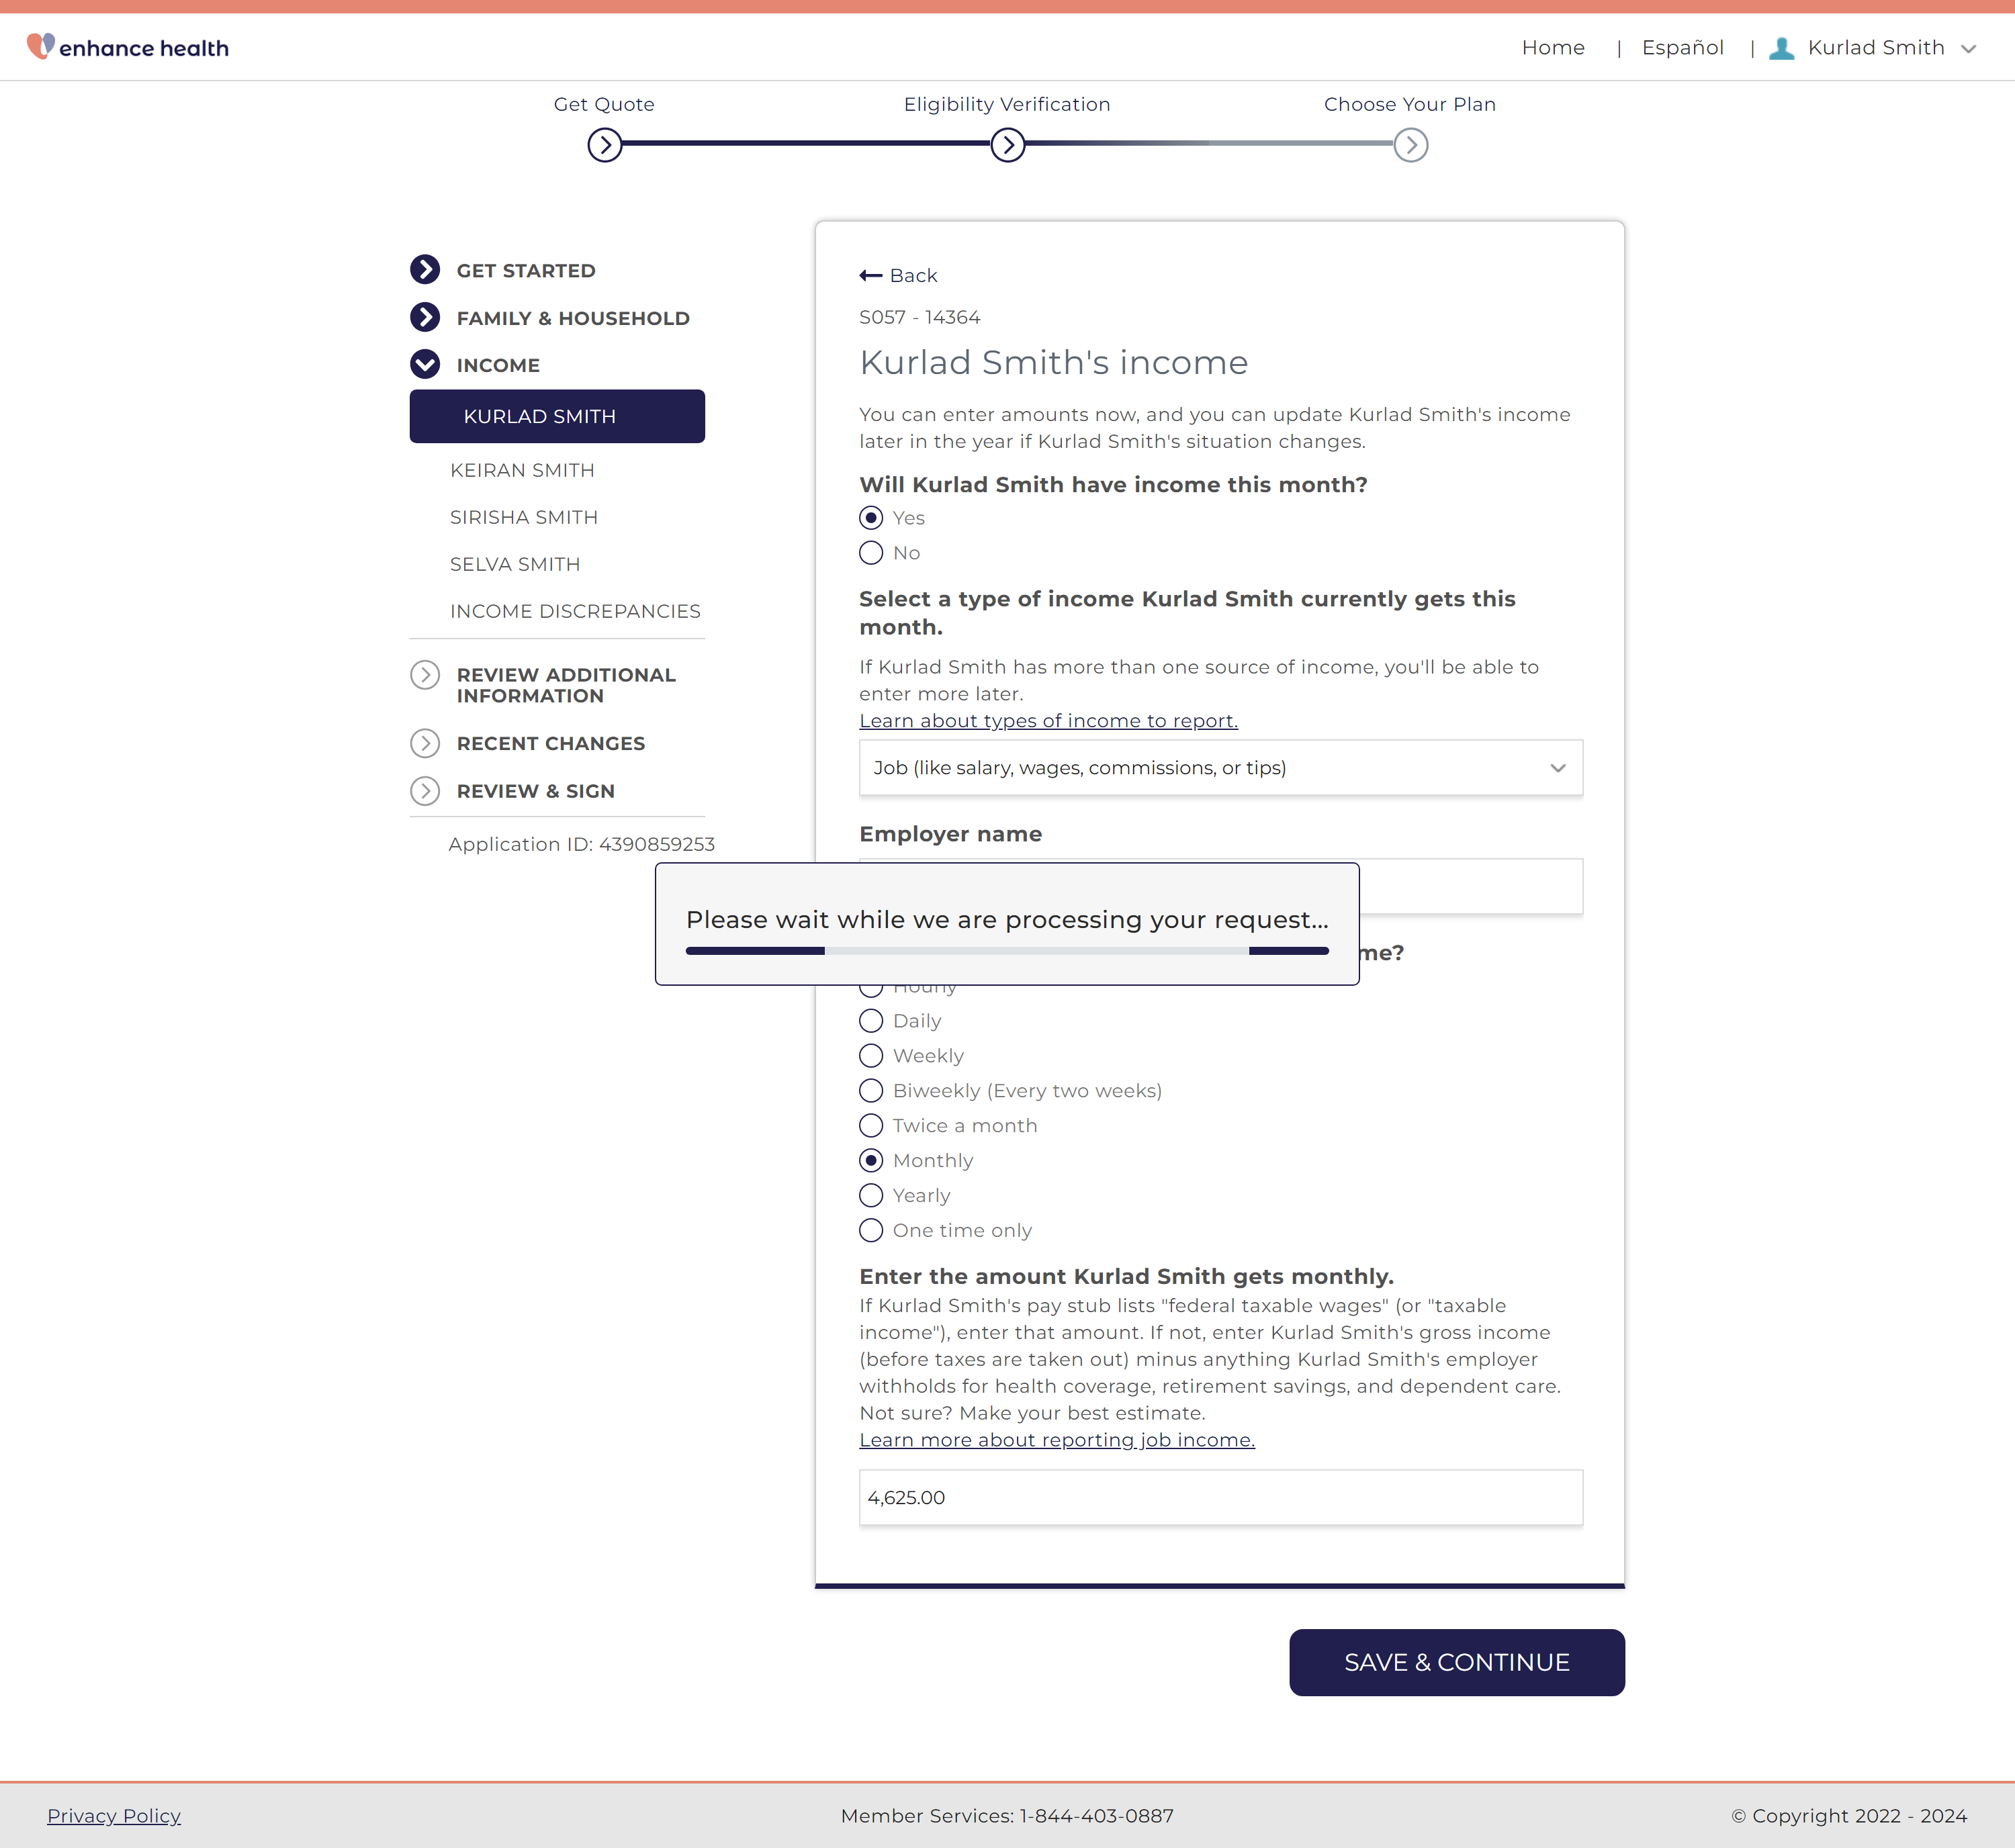 enhance health
Home | Español | Kurlad Smith
Get Quote
Eligibility Verification
Choose Your Plan
GET STARTED
FAMILY & HOUSEHOLD
INCOME
KURLAD SMITH
KEIRAN SMITH
SIRISHA SMITH
SELVA SMITH
INCOME DISCREPANCIES
REVIEW ADDITIONAL
INFORMATION
RECENT CHANGES
REVIEW & SIGN
Application ID: 4390859253
Back
S057 - 14364
Kurlad Smith's income
You can enter amounts now, and you can update Kurlad Smith's income
later in the year if Kurlad Smith's situation changes.
Will Kurlad Smith have income this month?
Yes
No
Select a type of income Kurlad Smith currently gets this
month.
If Kurlad Smith has more than one source of income, you'll be able to
enter more later.
Learn about types of income to report.
Job (like salary, wages, commissions, or tips)
Employer name
Please wait while we are processing your request...
me?
Hourly
Daily
Weekly
Biweekly (Every two weeks)
Twice a month
Monthly
Yearly
One time only
Enter the amount Kurlad Smith gets monthly.
If Kurlad Smith's pay stub lists "federal taxable wages" (or "taxable
income"), enter that amount. If not, enter Kurlad Smith's gross income
(before taxes are taken out) minus anything Kurlad Smith's employer
withholds for health coverage, retirement savings, and dependent care.
Not sure? Make your best estimate.
Learn more about reporting job income.
4,625.00
SAVE & CONTINUE
Privacy Policy
Member Services: 1-844-403-0887
© Copyright 2022 - 2024